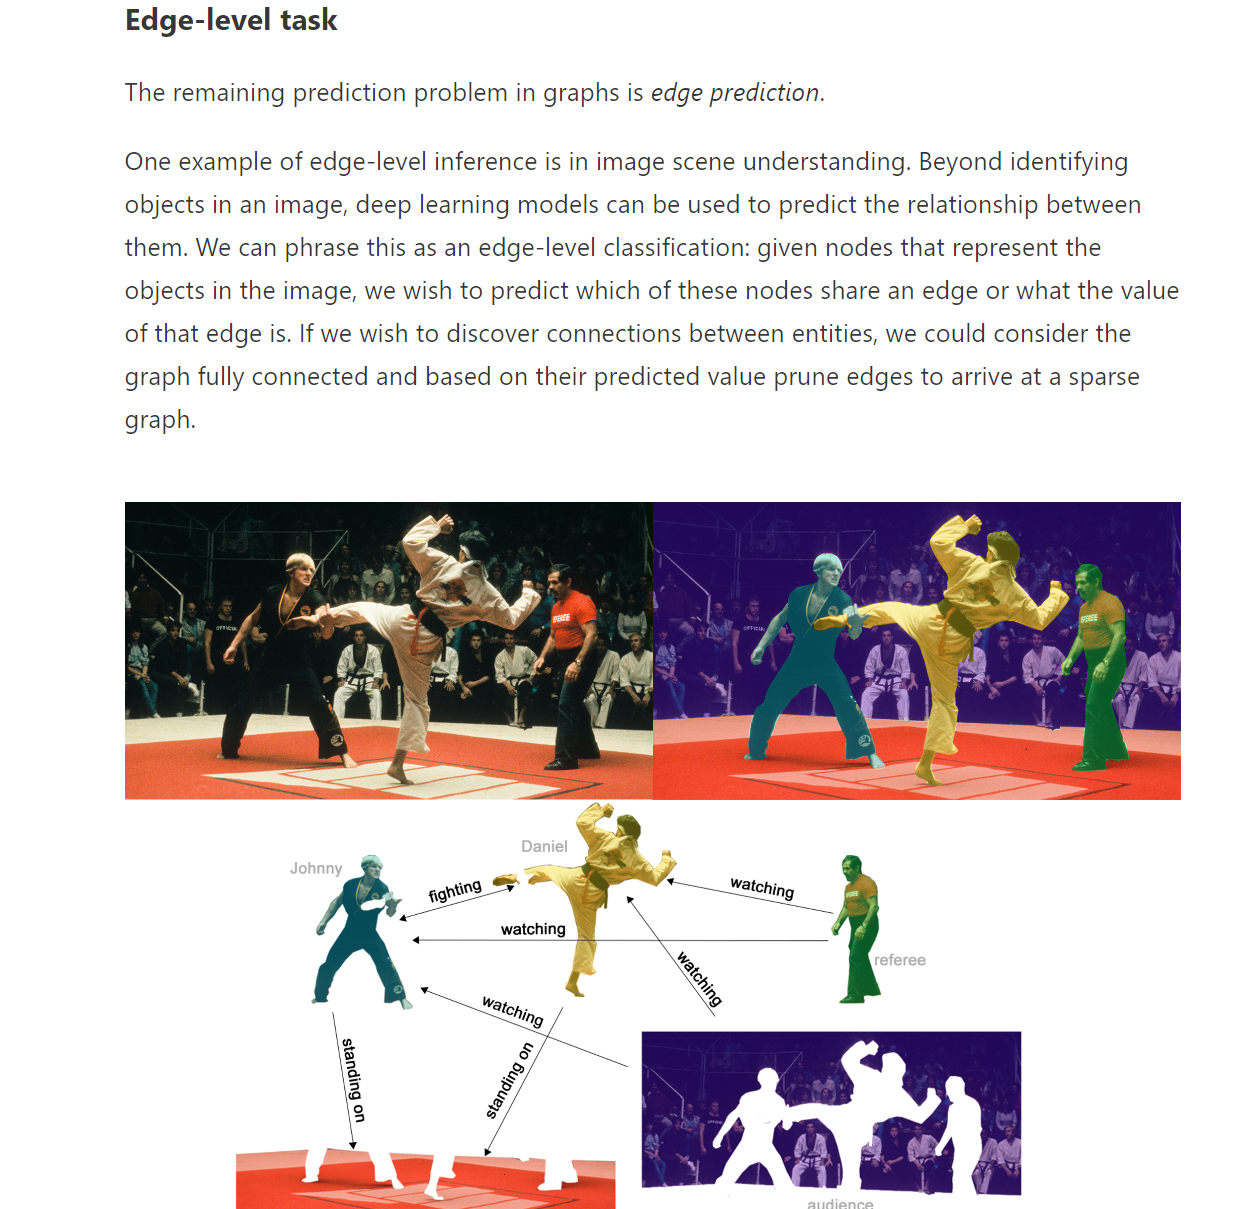 Edge-level task
The remaining prediction problem in graphs is edge prediction.
One example of edge-level inference is in image scene understanding. Beyond identifying
objects in an image, deep learning models can be used to predict the relationship between
them. We can phrase this as an edge-level classification: given nodes that represent the
objects in the image, we wish to predict which of these nodes share an edge or what the value
of that edge is. If we wish to discover connections between entities, we could consider the
graph fully connected and based on their predicted value prune edges to arrive at a sparse
graph.
OFFICIAL
REFEREE
OFFICIAL
REFEREE
Daniel
Johnny
fighting
watching
watching
referee
watching
watching
standing on
standing on
audience